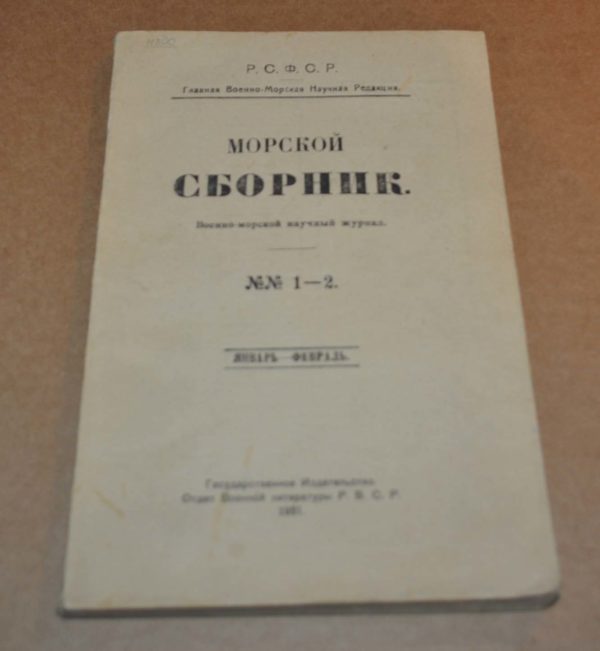 Р. С. Ф. С. Р.
Главная Военно-Морская Научная Редакция.
МОРСКОЙ
СБОРНИК.
Военно-морской научный журнал.
№№ 1—2.
ЯНВАРЬ—ФЕВРАЛЬ.
Государственное Издательство
Отдел Военной литературы Р. В. С. Р.
1921.